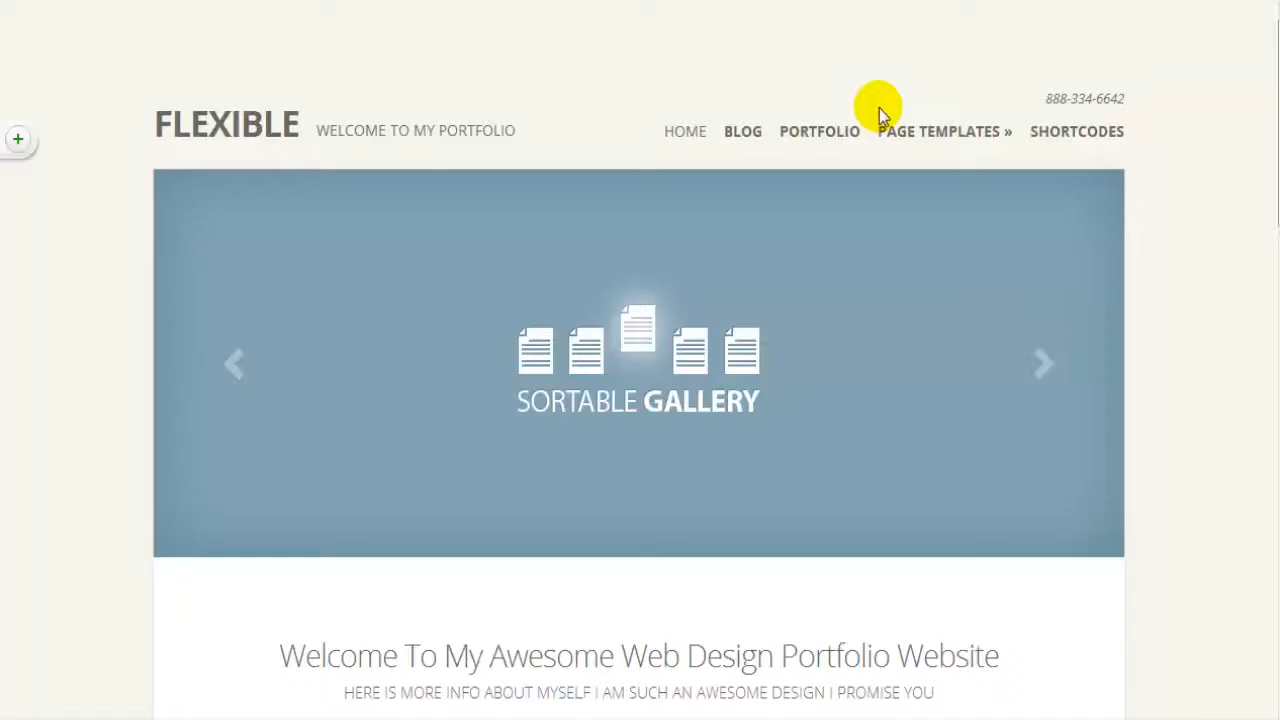 888-334-6642
FLEXIBLE WELCOME TO MY PORTFOLIO HOME BLOG PORTFOLIO PAGE TEMPLATES » SHORTCODES
SORTABLE GALLERY
Welcome To My Awesome Web Design Portfolio Website
HERE IS MORE INFO ABOUT MYSELF I AM SUCH AN AWESOME DESIGN I PROMISE YOU